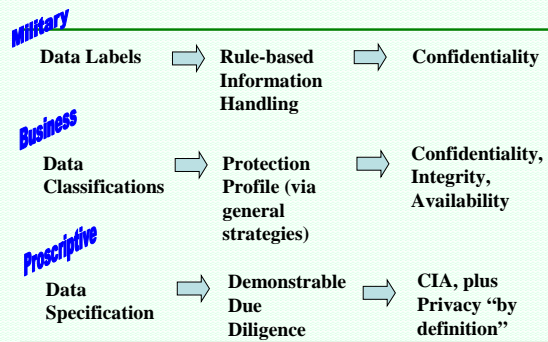 Military
Data Labels
Rule-based
Information
Handling
Confidentiality
Business
Data
Classifications
Protection
Profile (via
general
strategies)
Confidentiality,
Integrity,
Availability
Proscriptive
Data
Specification
Demonstrable
Due
Diligence
CIA, plus
Privacy “by
definition”